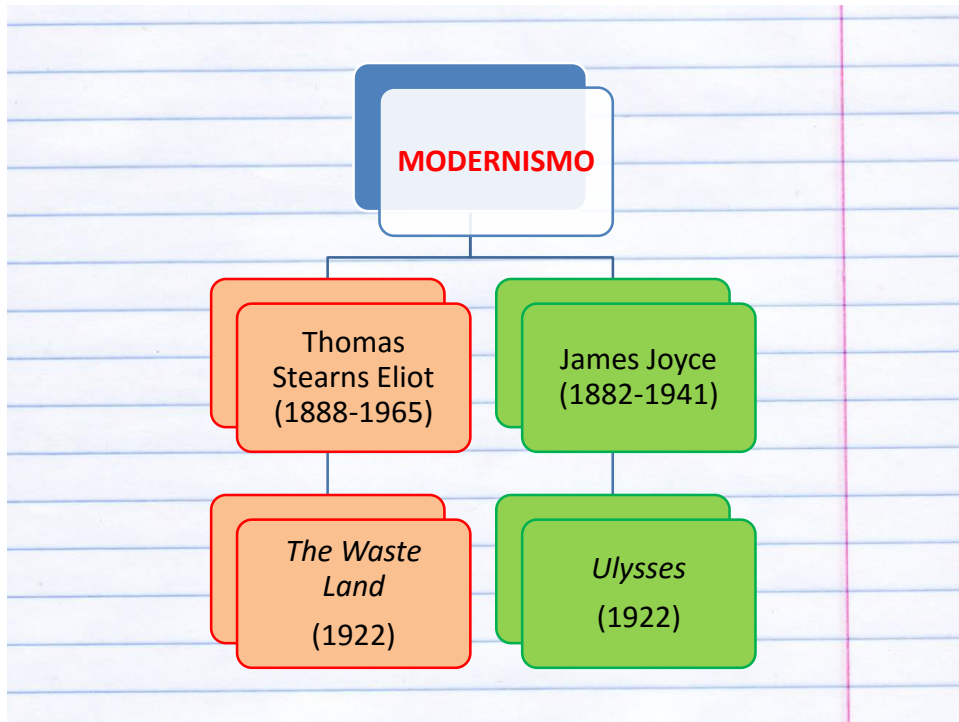 MODERNISMO
Thomas
Stearns Eliot
(1888-1965)
James Joyce
(1882-1941)
The Waste
Land
(1922)
Ulysses
(1922)